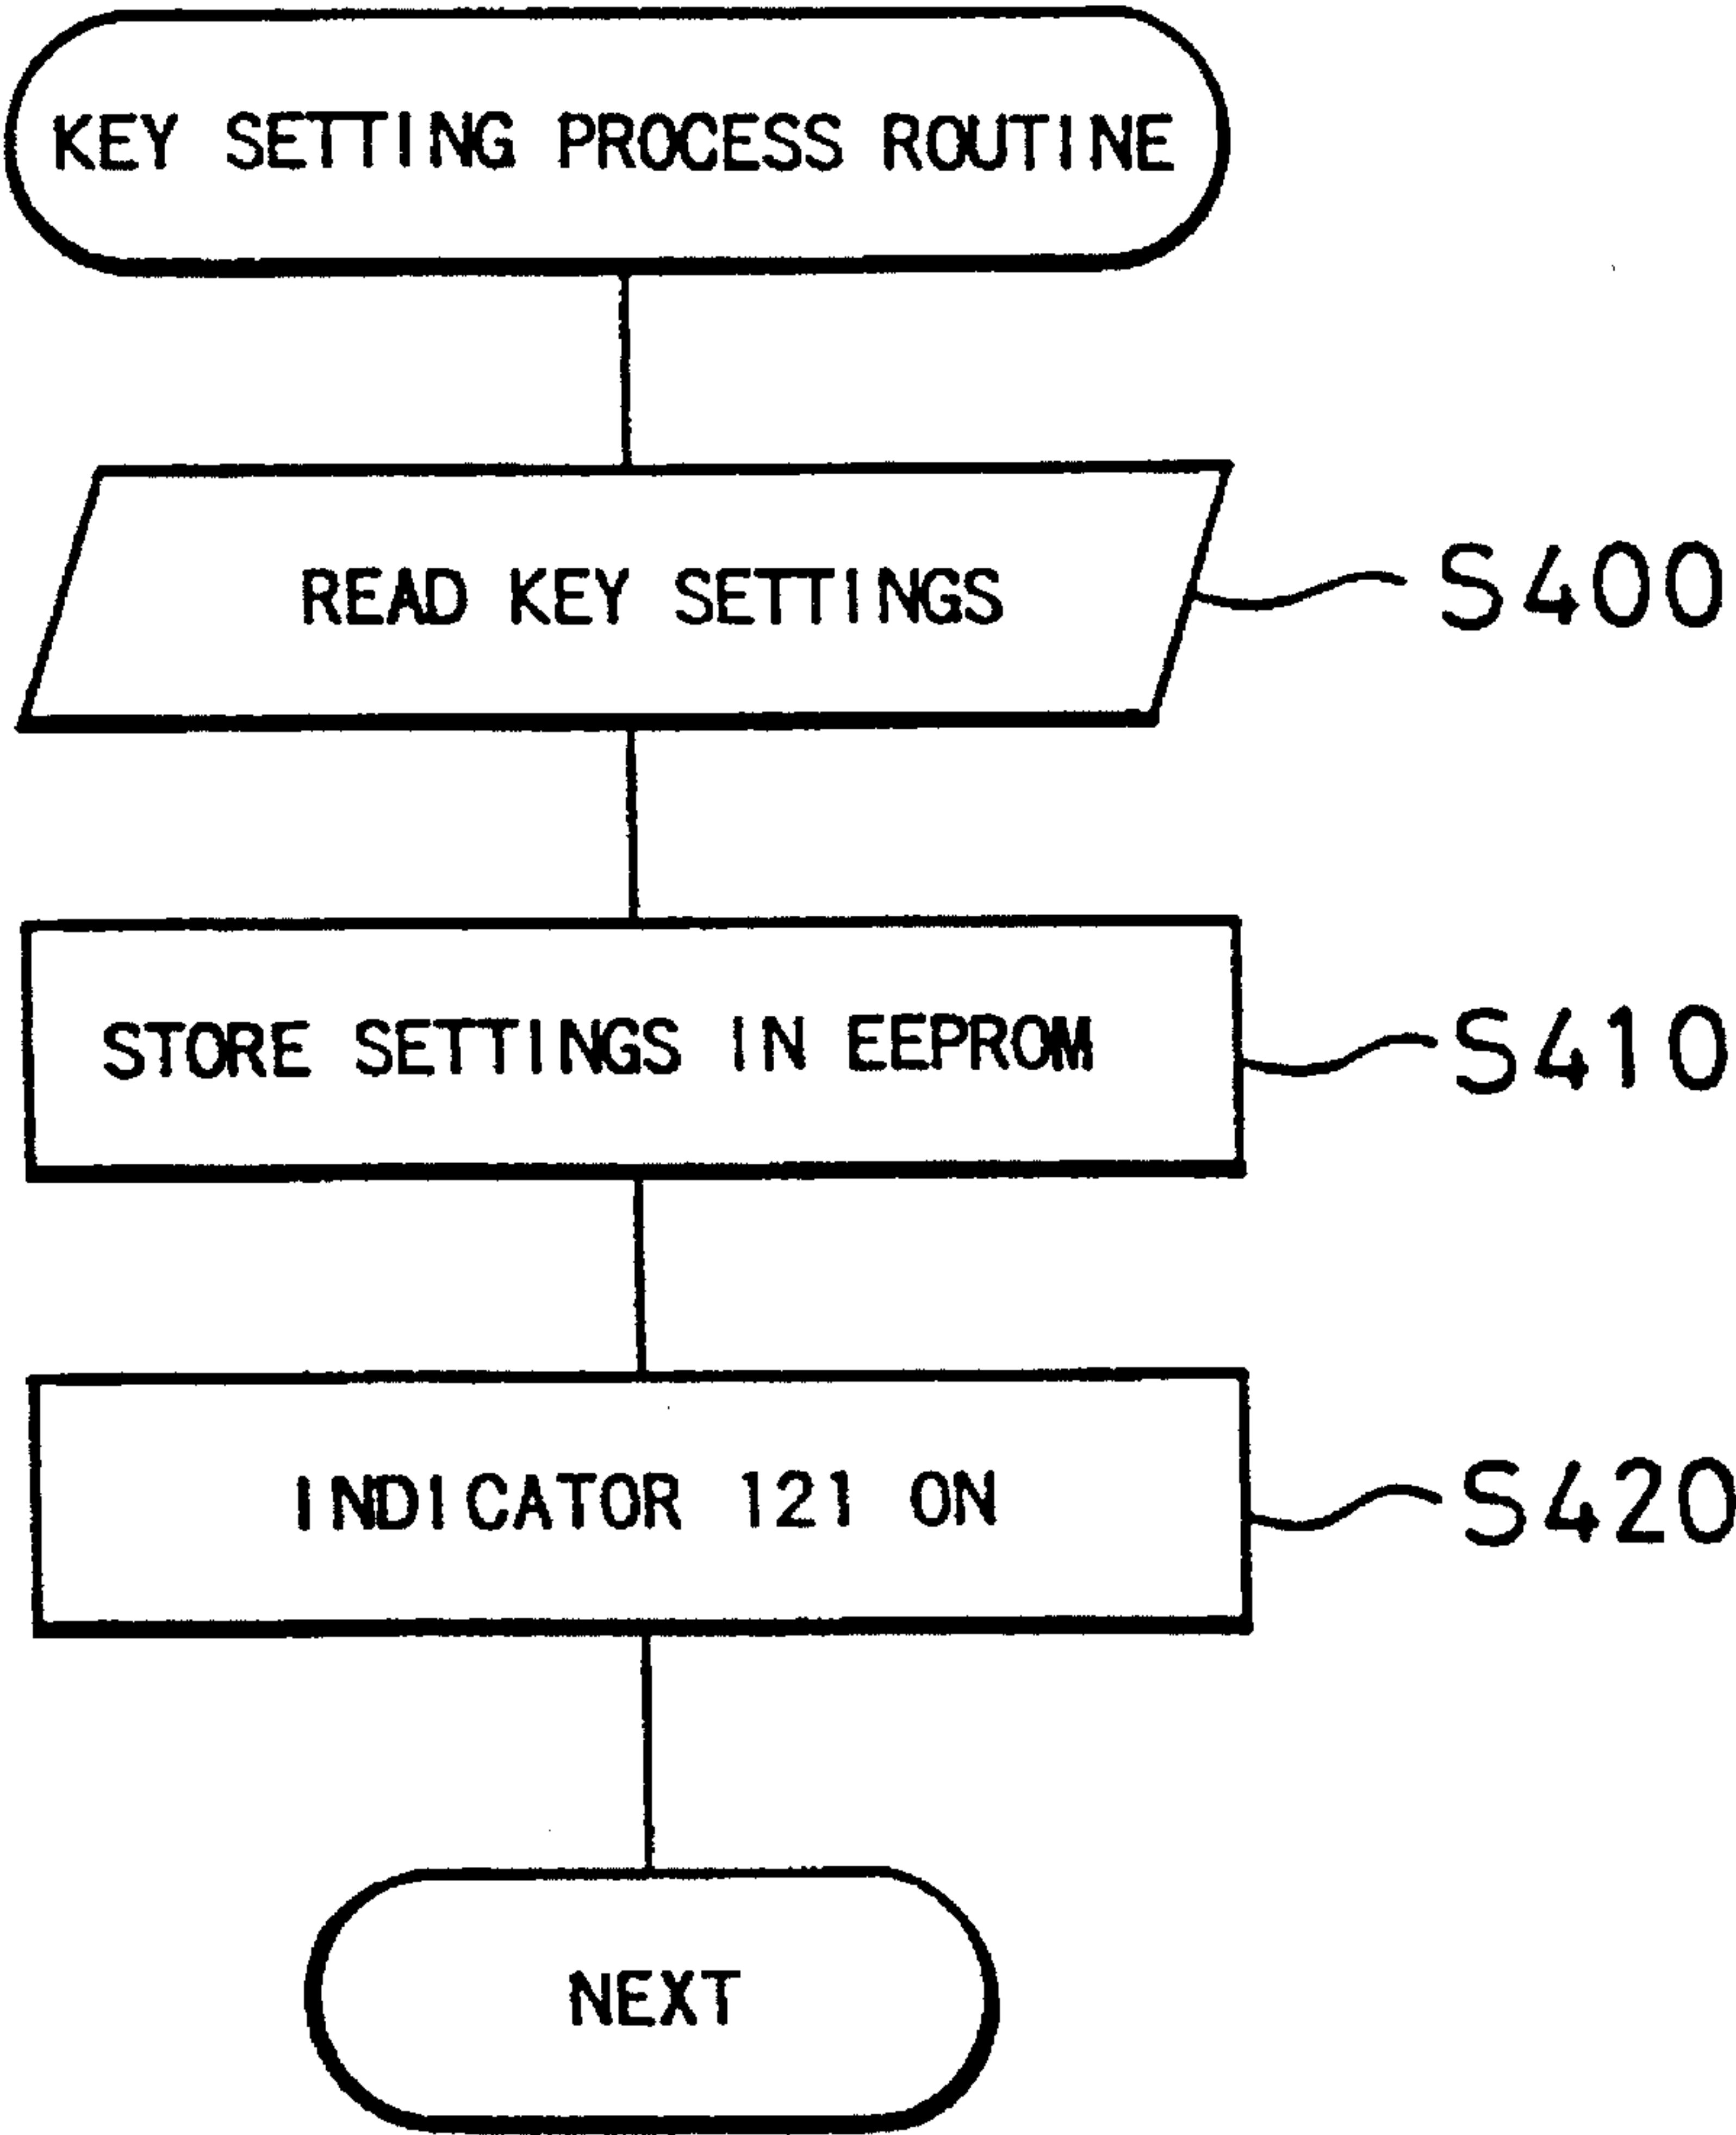 KEY SETTING PROCESS ROUTINE
READ KEY SETTINGS
S400
STORE SETTINGS IN EEPROM
S410
INDICATOR 121 ON
S420
NEXT